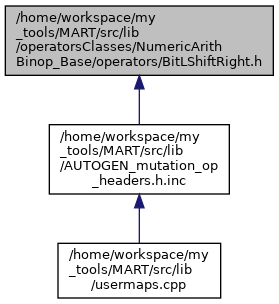 /home/workspace/my
_tools/MART/src/lib
/operatorsClasses/NumericArith
Binop_Base/operators/BitLShiftRight.h
/home/workspace/my
_tools/MART/src/lib
/AUTOGEN_mutation_op
_headers.h.inc
/home/workspace/my
_tools/MART/src/lib
/usermaps.cpp